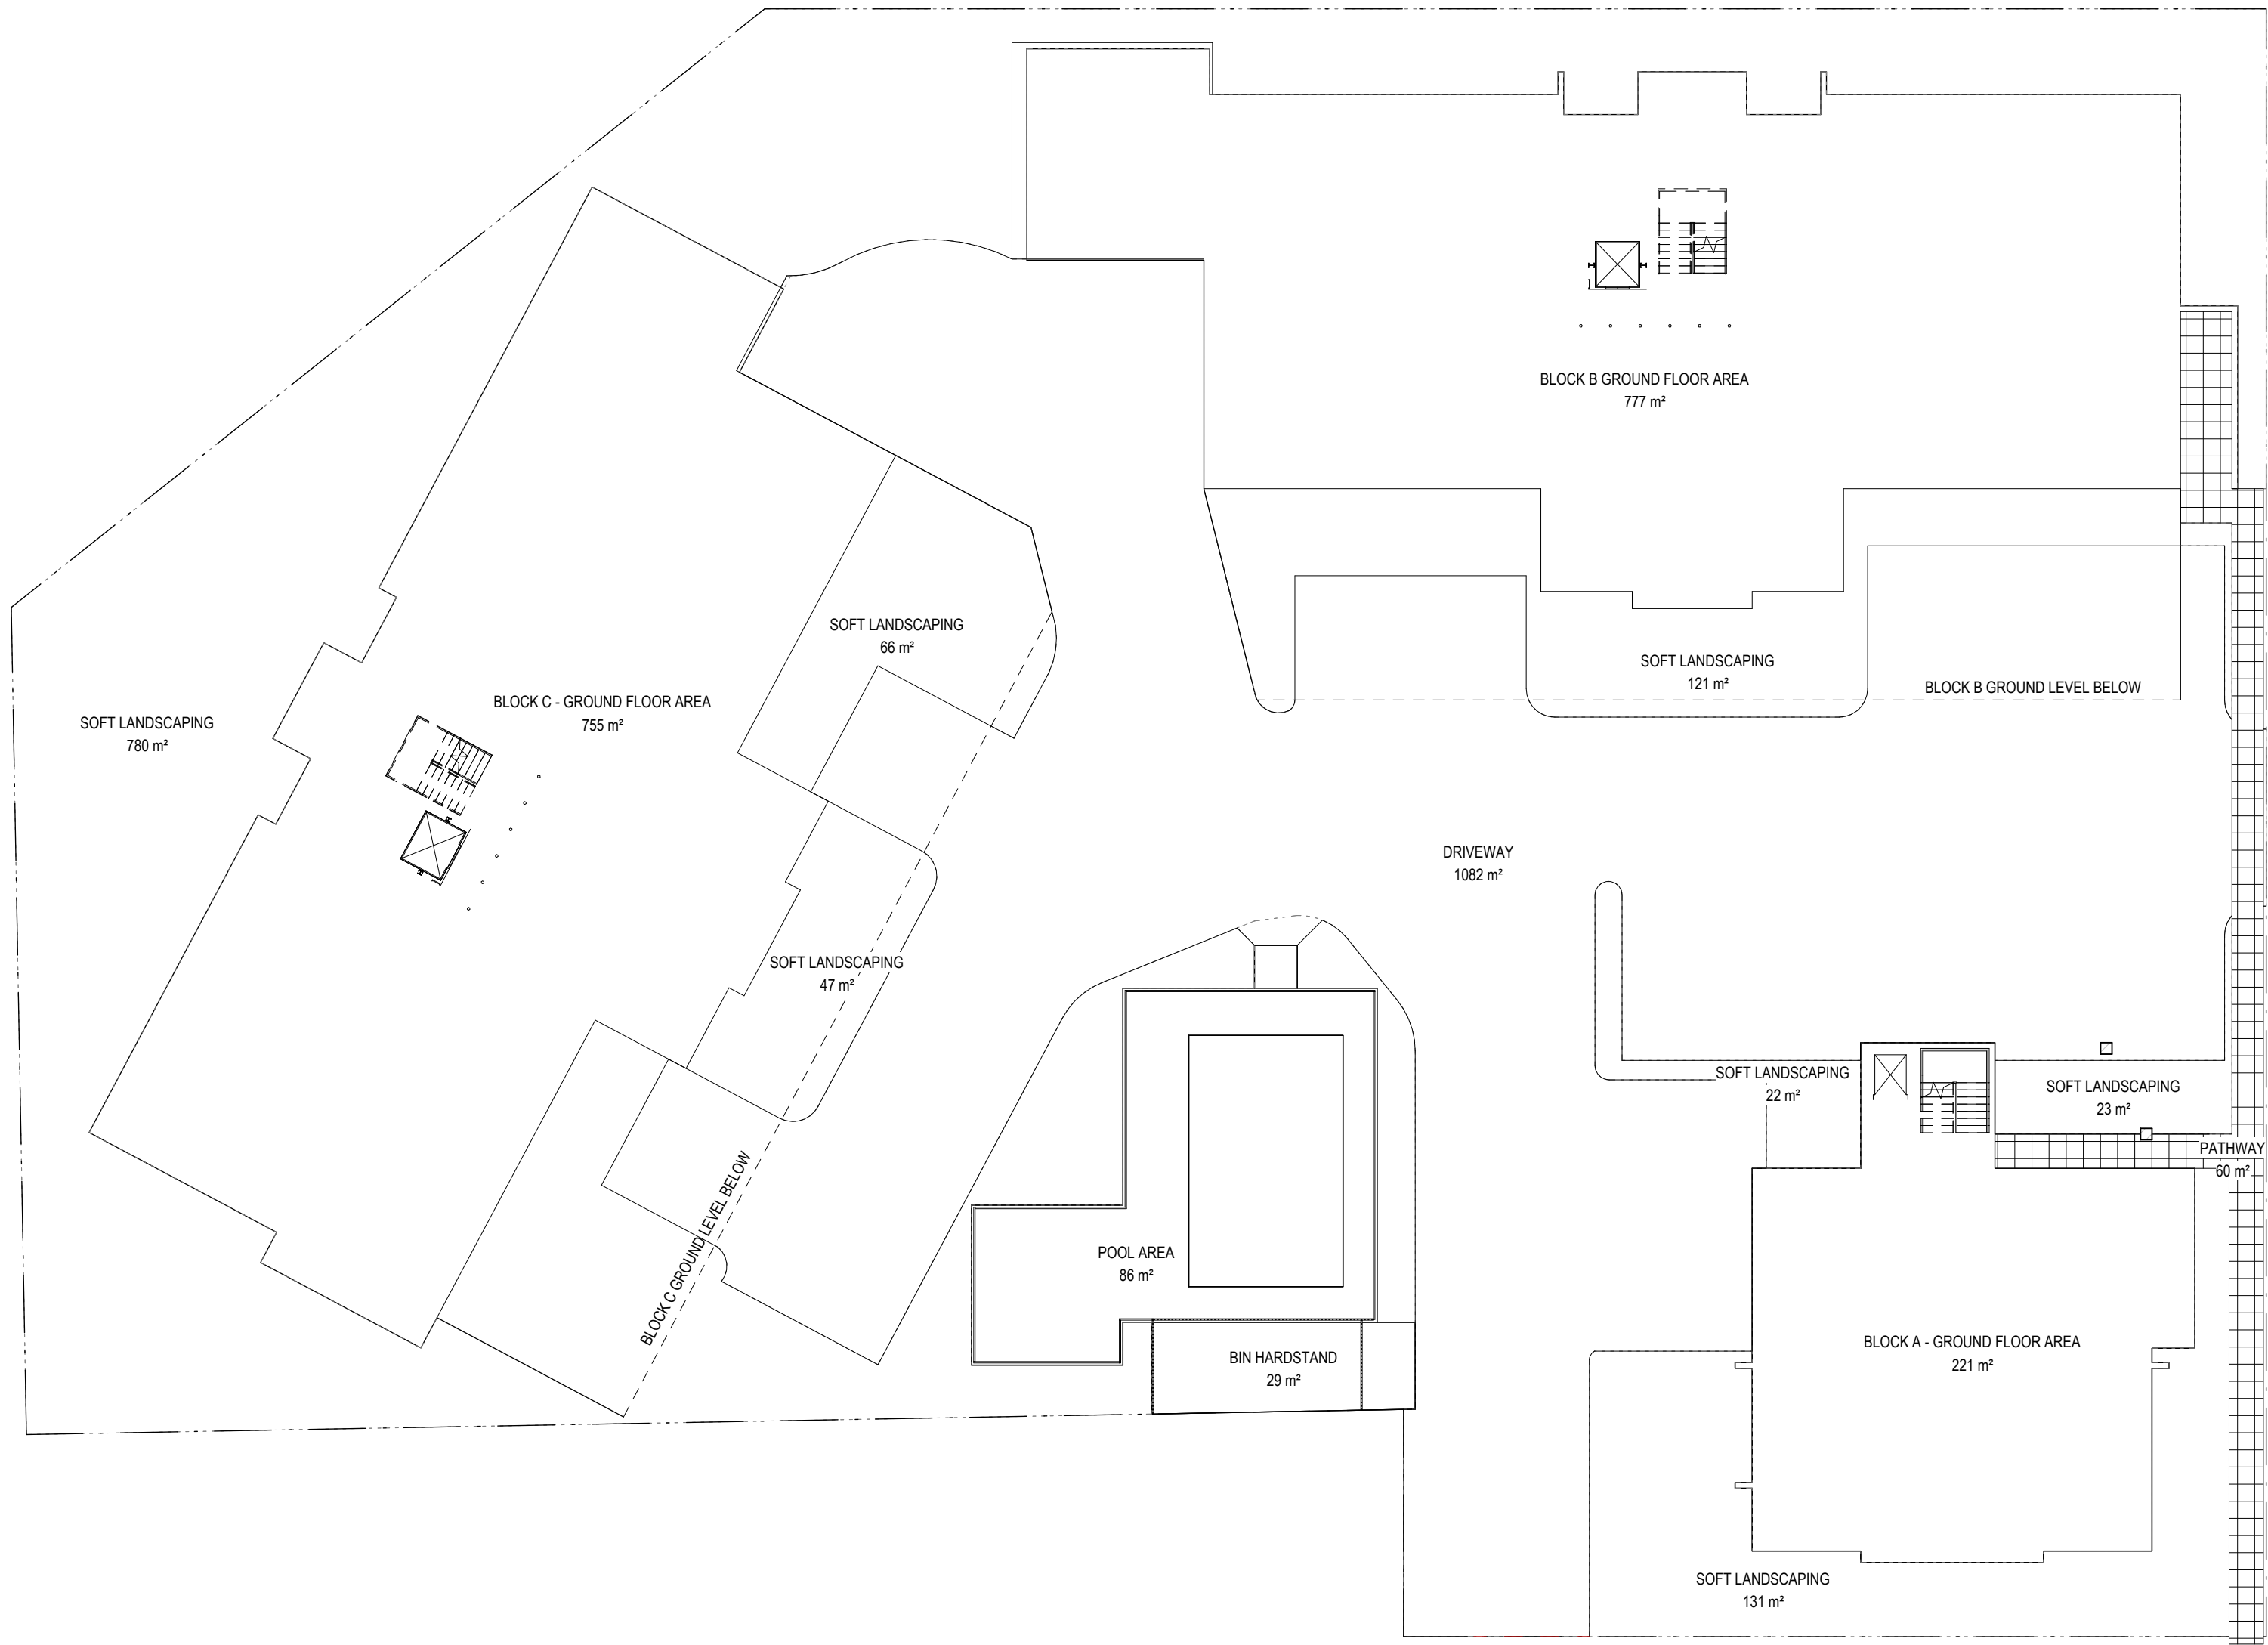 BLOCK B GROUND FLOOR AREA
777 m²
SOFT LANDSCAPING
66 m²
SOFT LANDSCAPING
121 m²
BLOCK B GROUND LEVEL BELOW
BLOCK C - GROUND FLOOR AREA
755 m²
SOFT LANDSCAPING
780 m²
DRIVEWAY
1082 m²
SOFT LANDSCAPING
47 m²
SOFT LANDSCAPING
22 m²
SOFT LANDSCAPING
23 m²
PATHWAY
60 m²
BLOCK C GROUND LEVEL BELOW
POOL AREA
86 m²
BLOCK A - GROUND FLOOR AREA
221 m²
BIN HARDSTAND
29 m²
SOFT LANDSCAPING
131 m²